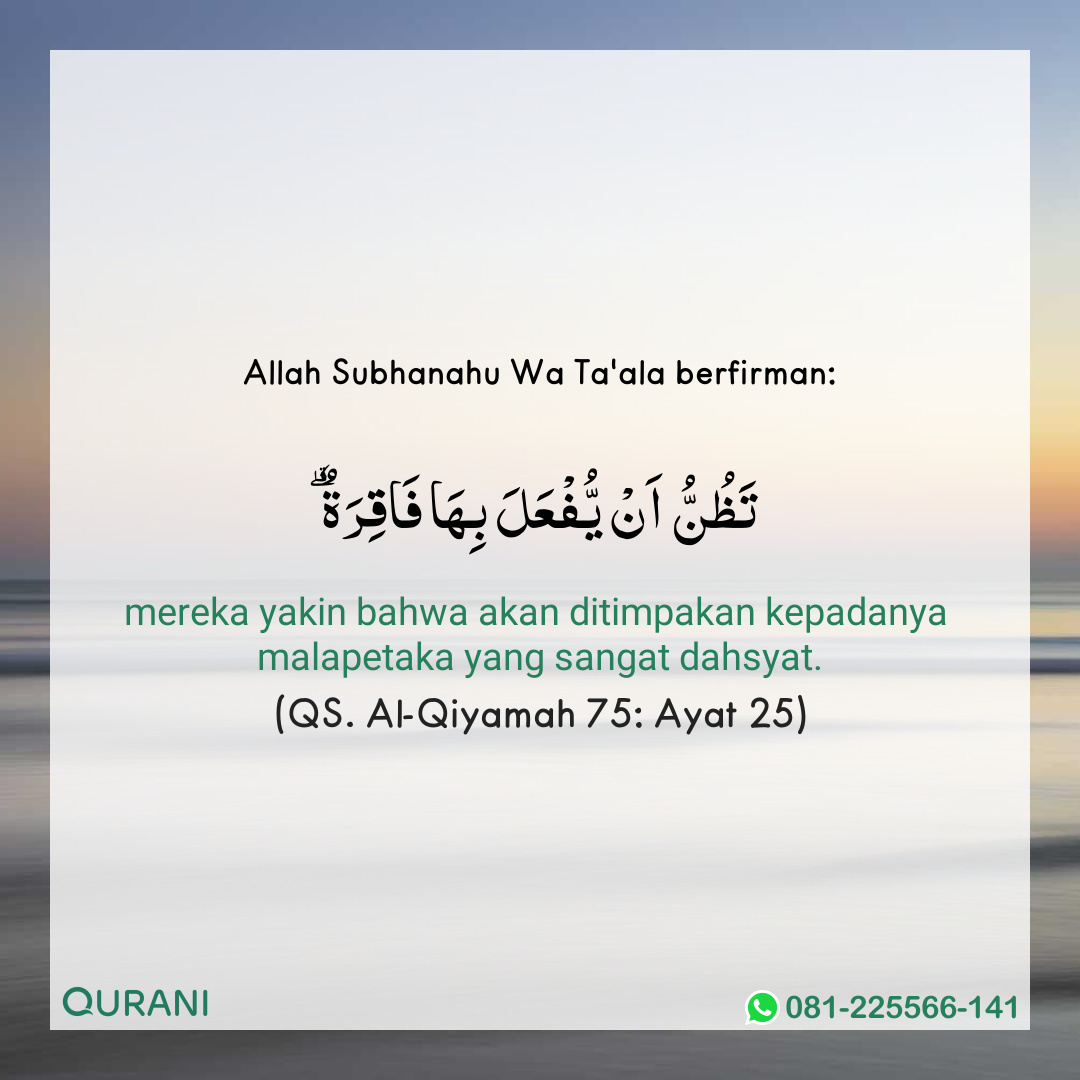 Allah Subhanahu Wa Ta'ala berfirman:
تَظُنُّ اَنْ يُّفْعَلَ بِهَا فَاقِرَةٌ ۗ
mereka yakin bahwa akan ditimpakan kepadanya
malapetaka yang sangat dahsyat.
(QS. Al-Qiyamah 75: Ayat 25)
QURANI
081-225566-141